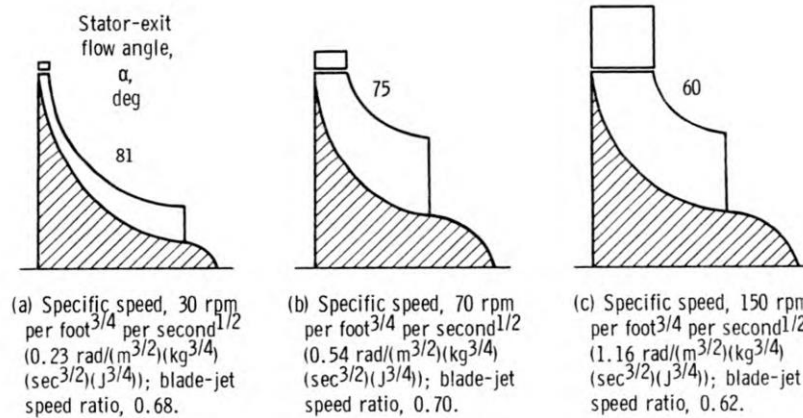 Stator-exit
flow angle,
α,
deg
81
75
60
(a) Specific speed, 30 rpm
per foot^3/4 per second^1/2
(0.23 rad/(m^3/2)(kg^3/4)
(sec^3/2)(J^3/4)); blade-jet
speed ratio, 0.68.
(b) Specific speed, 70 rpm
per foot^3/4 per second^1/2
(0.54 rad/(m^3/2)(kg^3/4)
(sec^3/2)(J^3/4)); blade-jet
speed ratio, 0.70.
(c) Specific speed, 150 rpm
per foot^3/4 per second^1/2
(1.16 rad/(m^3/2)(kg^3/4)
(sec^3/2)(J^3/4)); blade-jet
speed ratio, 0.62.